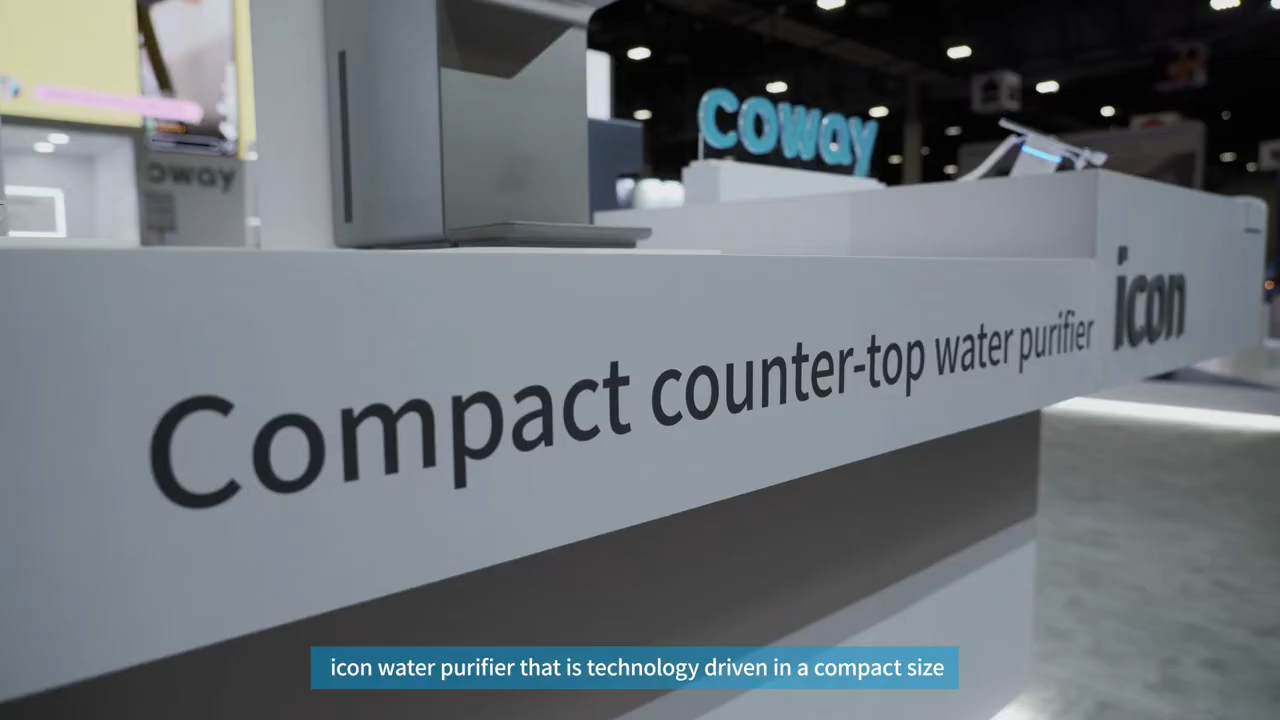 coway
coway
icon
Compact counter-top water purifier
icon water purifier that is technology driven in a compact size